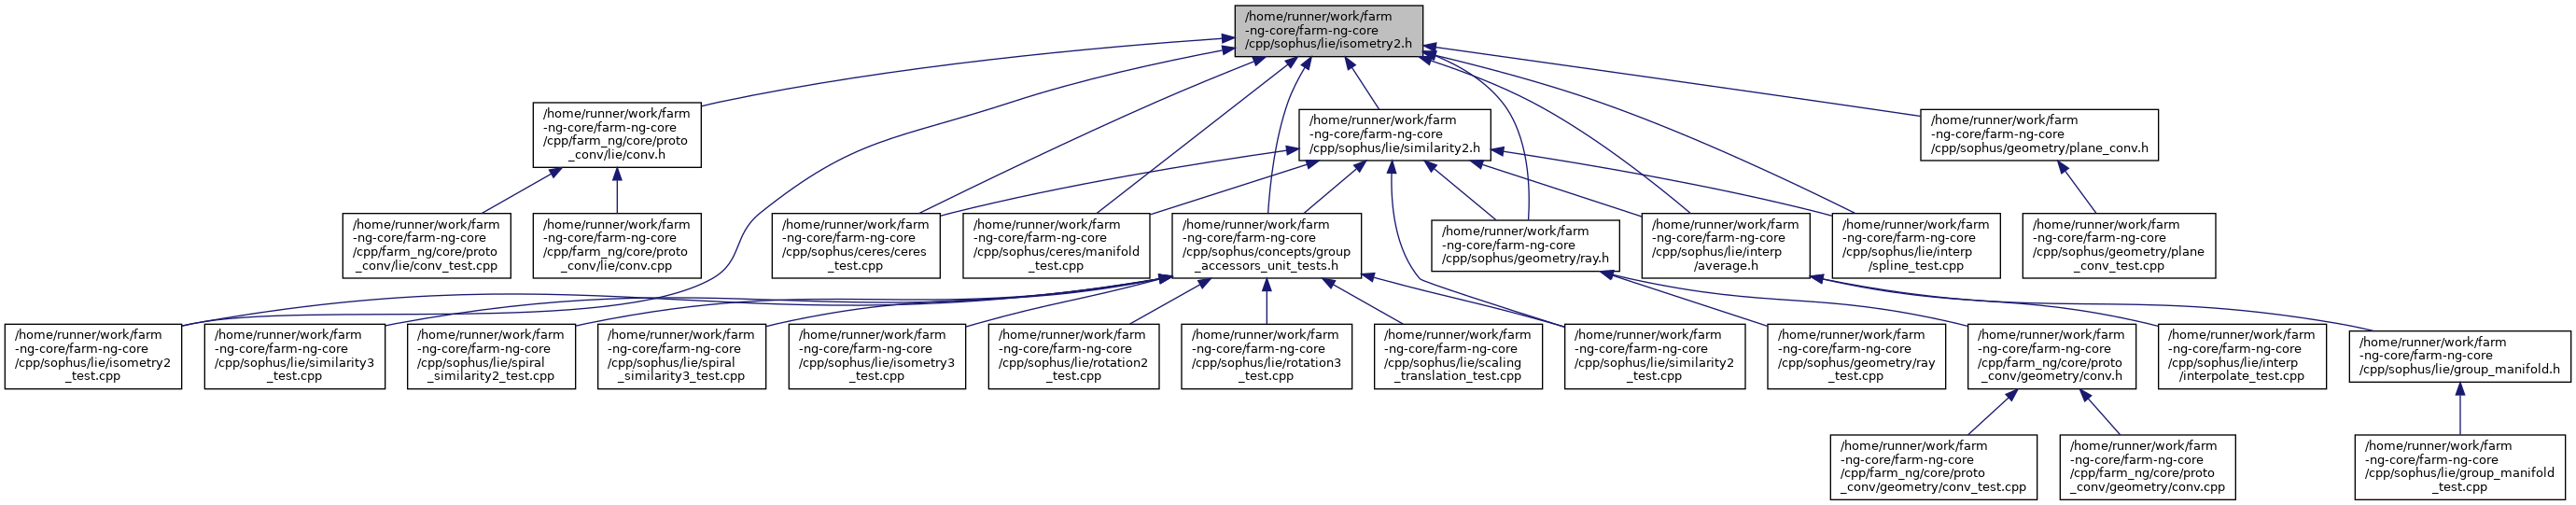 /home/runner/work/farm
-ng-core/farm-ng-core
/cpp/sophus/lie/isometry2.h
/home/runner/work/farm
-ng-core/farm-ng-core
/cpp/farm_ng/core/proto
_conv/lie/conv.h
/home/runner/work/farm
-ng-core/farm-ng-core
/cpp/sophus/lie/similarity2.h
/home/runner/work/farm
-ng-core/farm-ng-core
/cpp/sophus/geometry/plane_conv.h
/home/runner/work/farm
-ng-core/farm-ng-core
/cpp/farm_ng/core/proto
_conv/lie/conv_test.cpp
/home/runner/work/farm
-ng-core/farm-ng-core
/cpp/farm_ng/core/proto
_conv/lie/conv.cpp
/home/runner/work/farm
-ng-core/farm-ng-core
/cpp/sophus/ceres/ceres
_test.cpp
/home/runner/work/farm
-ng-core/farm-ng-core
/cpp/sophus/ceres/manifold
_test.cpp
/home/runner/work/farm
-ng-core/farm-ng-core
/cpp/sophus/concepts/group
_accessors_unit_tests.h
/home/runner/work/farm
-ng-core/farm-ng-core
/cpp/sophus/geometry/ray.h
/home/runner/work/farm
-ng-core/farm-ng-core
/cpp/sophus/lie/interp
/average.h
/home/runner/work/farm
-ng-core/farm-ng-core
/cpp/sophus/lie/interp
/spline_test.cpp
/home/runner/work/farm
-ng-core/farm-ng-core
/cpp/sophus/geometry/plane
_conv_test.cpp
/home/runner/work/farm
-ng-core/farm-ng-core
/cpp/sophus/lie/isometry2
_test.cpp
/home/runner/work/farm
-ng-core/farm-ng-core
/cpp/sophus/lie/similarity3
_test.cpp
/home/runner/work/farm
-ng-core/farm-ng-core
/cpp/sophus/lie/spiral
_similarity2_test.cpp
/home/runner/work/farm
-ng-core/farm-ng-core
/cpp/sophus/lie/spiral
_similarity3_test.cpp
/home/runner/work/farm
-ng-core/farm-ng-core
/cpp/sophus/lie/isometry3
_test.cpp
/home/runner/work/farm
-ng-core/farm-ng-core
/cpp/sophus/lie/rotation2
_test.cpp
/home/runner/work/farm
-ng-core/farm-ng-core
/cpp/sophus/lie/rotation3
_test.cpp
/home/runner/work/farm
-ng-core/farm-ng-core
/cpp/sophus/lie/scaling
_translation_test.cpp
/home/runner/work/farm
-ng-core/farm-ng-core
/cpp/sophus/lie/similarity2
_test.cpp
/home/runner/work/farm
-ng-core/farm-ng-core
/cpp/sophus/geometry/ray
_test.cpp
/home/runner/work/farm
-ng-core/farm-ng-core
/cpp/farm_ng/core/proto
_conv/geometry/conv.h
/home/runner/work/farm
-ng-core/farm-ng-core
/cpp/sophus/lie/interp
/interpolate_test.cpp
/home/runner/work/farm
-ng-core/farm-ng-core
/cpp/sophus/lie/group_manifold.h
/home/runner/work/farm
-ng-core/farm-ng-core
/cpp/farm_ng/core/proto
_conv/geometry/conv_test.cpp
/home/runner/work/farm
-ng-core/farm-ng-core
/cpp/farm_ng/core/proto
_conv/geometry/conv.cpp
/home/runner/work/farm
-ng-core/farm-ng-core
/cpp/sophus/lie/group_manifold
_test.cpp